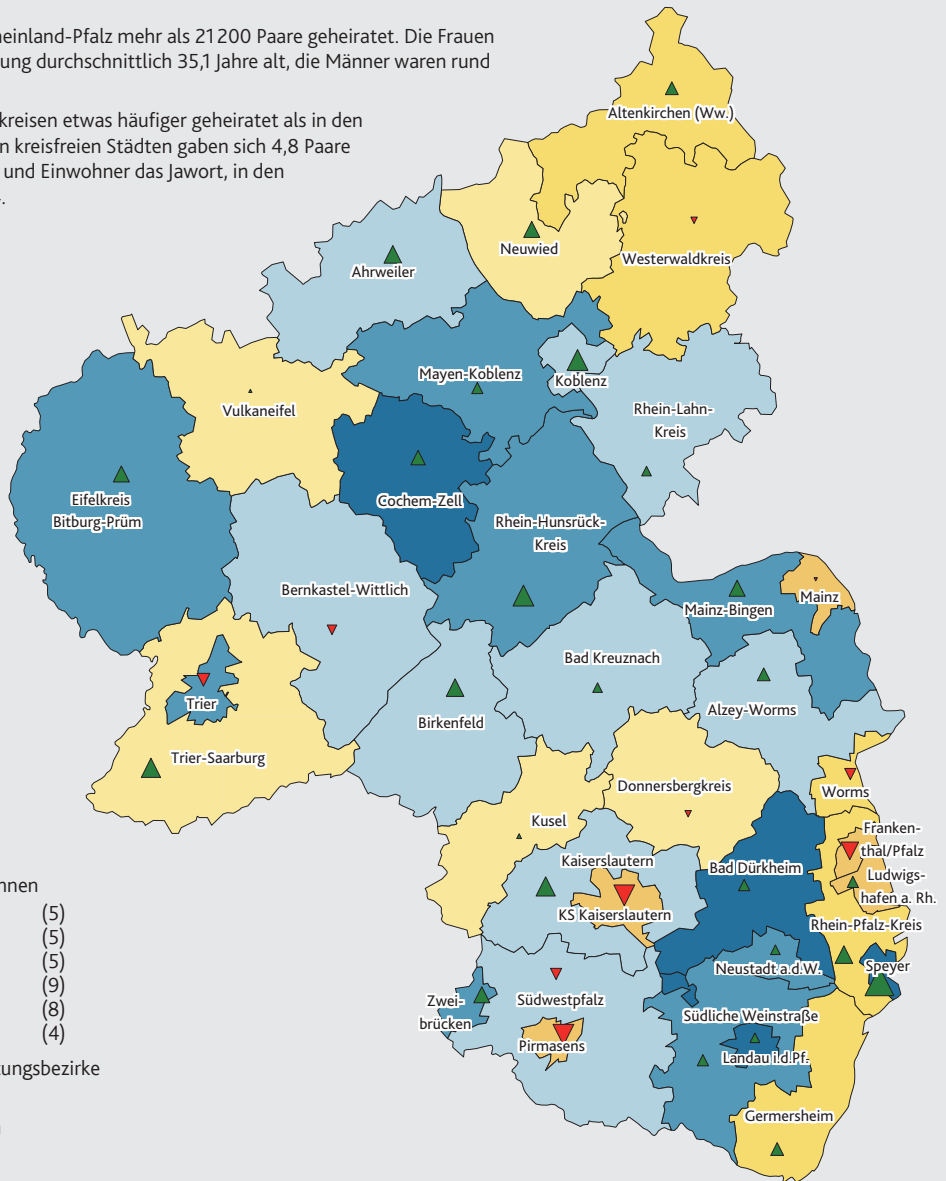 heinland-Pfalz mehr als 21 200 Paare geheiratet. Die Frauen
ung durchschnittlich 35,1 Jahre alt, die Männer waren rund
kreisen etwas häufiger geheiratet als in den
n kreisfreien Städten gaben sich 4,8 Paare
und Einwohner das Jawort, in den
Altenkirchen (Ww.)
Neuwied
Westerwaldkreis
Ahrweiler
Mayen-Koblenz
Koblenz
Vulkaneifel
Rhein-Lahn-
Kreis
Eifelkreis
Bitburg-Prüm
Cochem-Zell
Rhein-Hunsrück-
Kreis
Bernkastel-Wittlich
Mainz-Bingen
Mainz
Bad Kreuznach
Trier
Birkenfeld
Alzey-Worms
Trier-Saarburg
Donnersbergkreis
Worms
Kusel
Franken-
thal/Pfalz
Kaiserslautern
Bad Dürkheim
Ludwigs-
hafen a. Rh.
KS Kaiserslautern
Rhein-Pfalz-Kreis
Neustadt a.d.W.
Speyer
Zwei-
brücken
Südwestpfalz
Südliche Weinstraße
Pirmasens
Landau i.d.Pf.
Germersheim
nnen
(5)
(5)
(5)
(9)
(8)
(4)
tungsbezirke